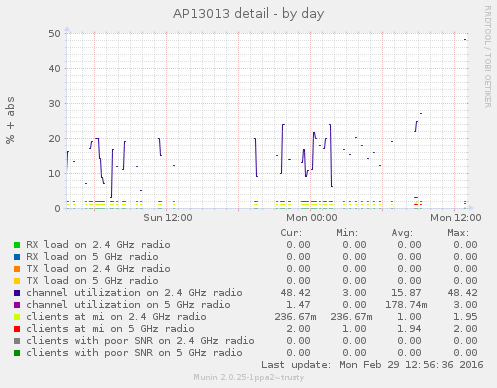 AP13013 detail - by day
RRDTOOL / TOBI OETIKER
% + abs
50
40
30
20
10
0
Sun 12:00 Mon 00:00 Mon 12:00
Cur: Min: Avg: Max:
RX load on 2.4 GHz radio 0.00 0.00 0.00 0.00
RX load on 5 GHz radio 0.00 0.00 0.00 0.00
TX load on 2.4 GHz radio 0.00 0.00 0.00 0.00
TX load on 5 GHz radio 0.00 0.00 0.00 0.00
channel utilization on 2.4 GHz radio 48.42 3.00 15.87 48.42
channel utilization on 5 GHz radio 1.47 0.00 178.74m 3.00
clients at mi on 2.4 GHz radio 236.67m 236.67m 1.00 1.95
clients at mi on 5 GHz radio 2.00 1.00 1.94 2.00
clients with poor SNR on 2.4 GHz radio 0.00 0.00 0.00 0.00
clients with poor SNR on 5 GHz radio 0.00 0.00 0.00 0.00
Last update: Mon Feb 29 12:56:36 2016
Munin 2.0.25-1ppa2~trusty